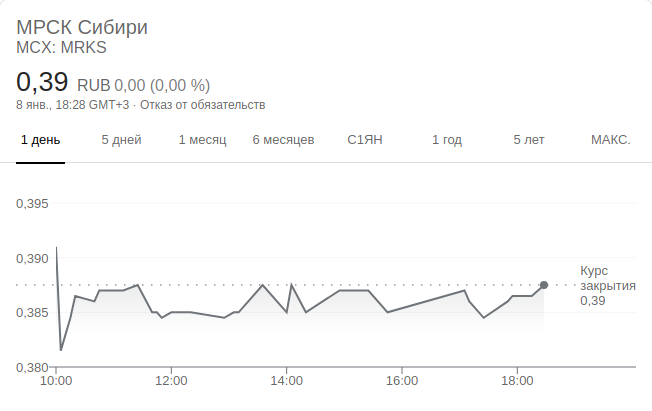 МРСК Сибири
MCX: MRKS
0,39 RUB 0,00 (0,00 %)
8 янв., 18:28 GMT+3 · Отказ от обязательств
1 день 5 дней 1 месяц 6 месяцев С1ЯН 1 год 5 лет МАКС.
0,395
0,390
Курс
закрытия
0,39
0,385
0,380
10:00 12:00 14:00 16:00 18:00